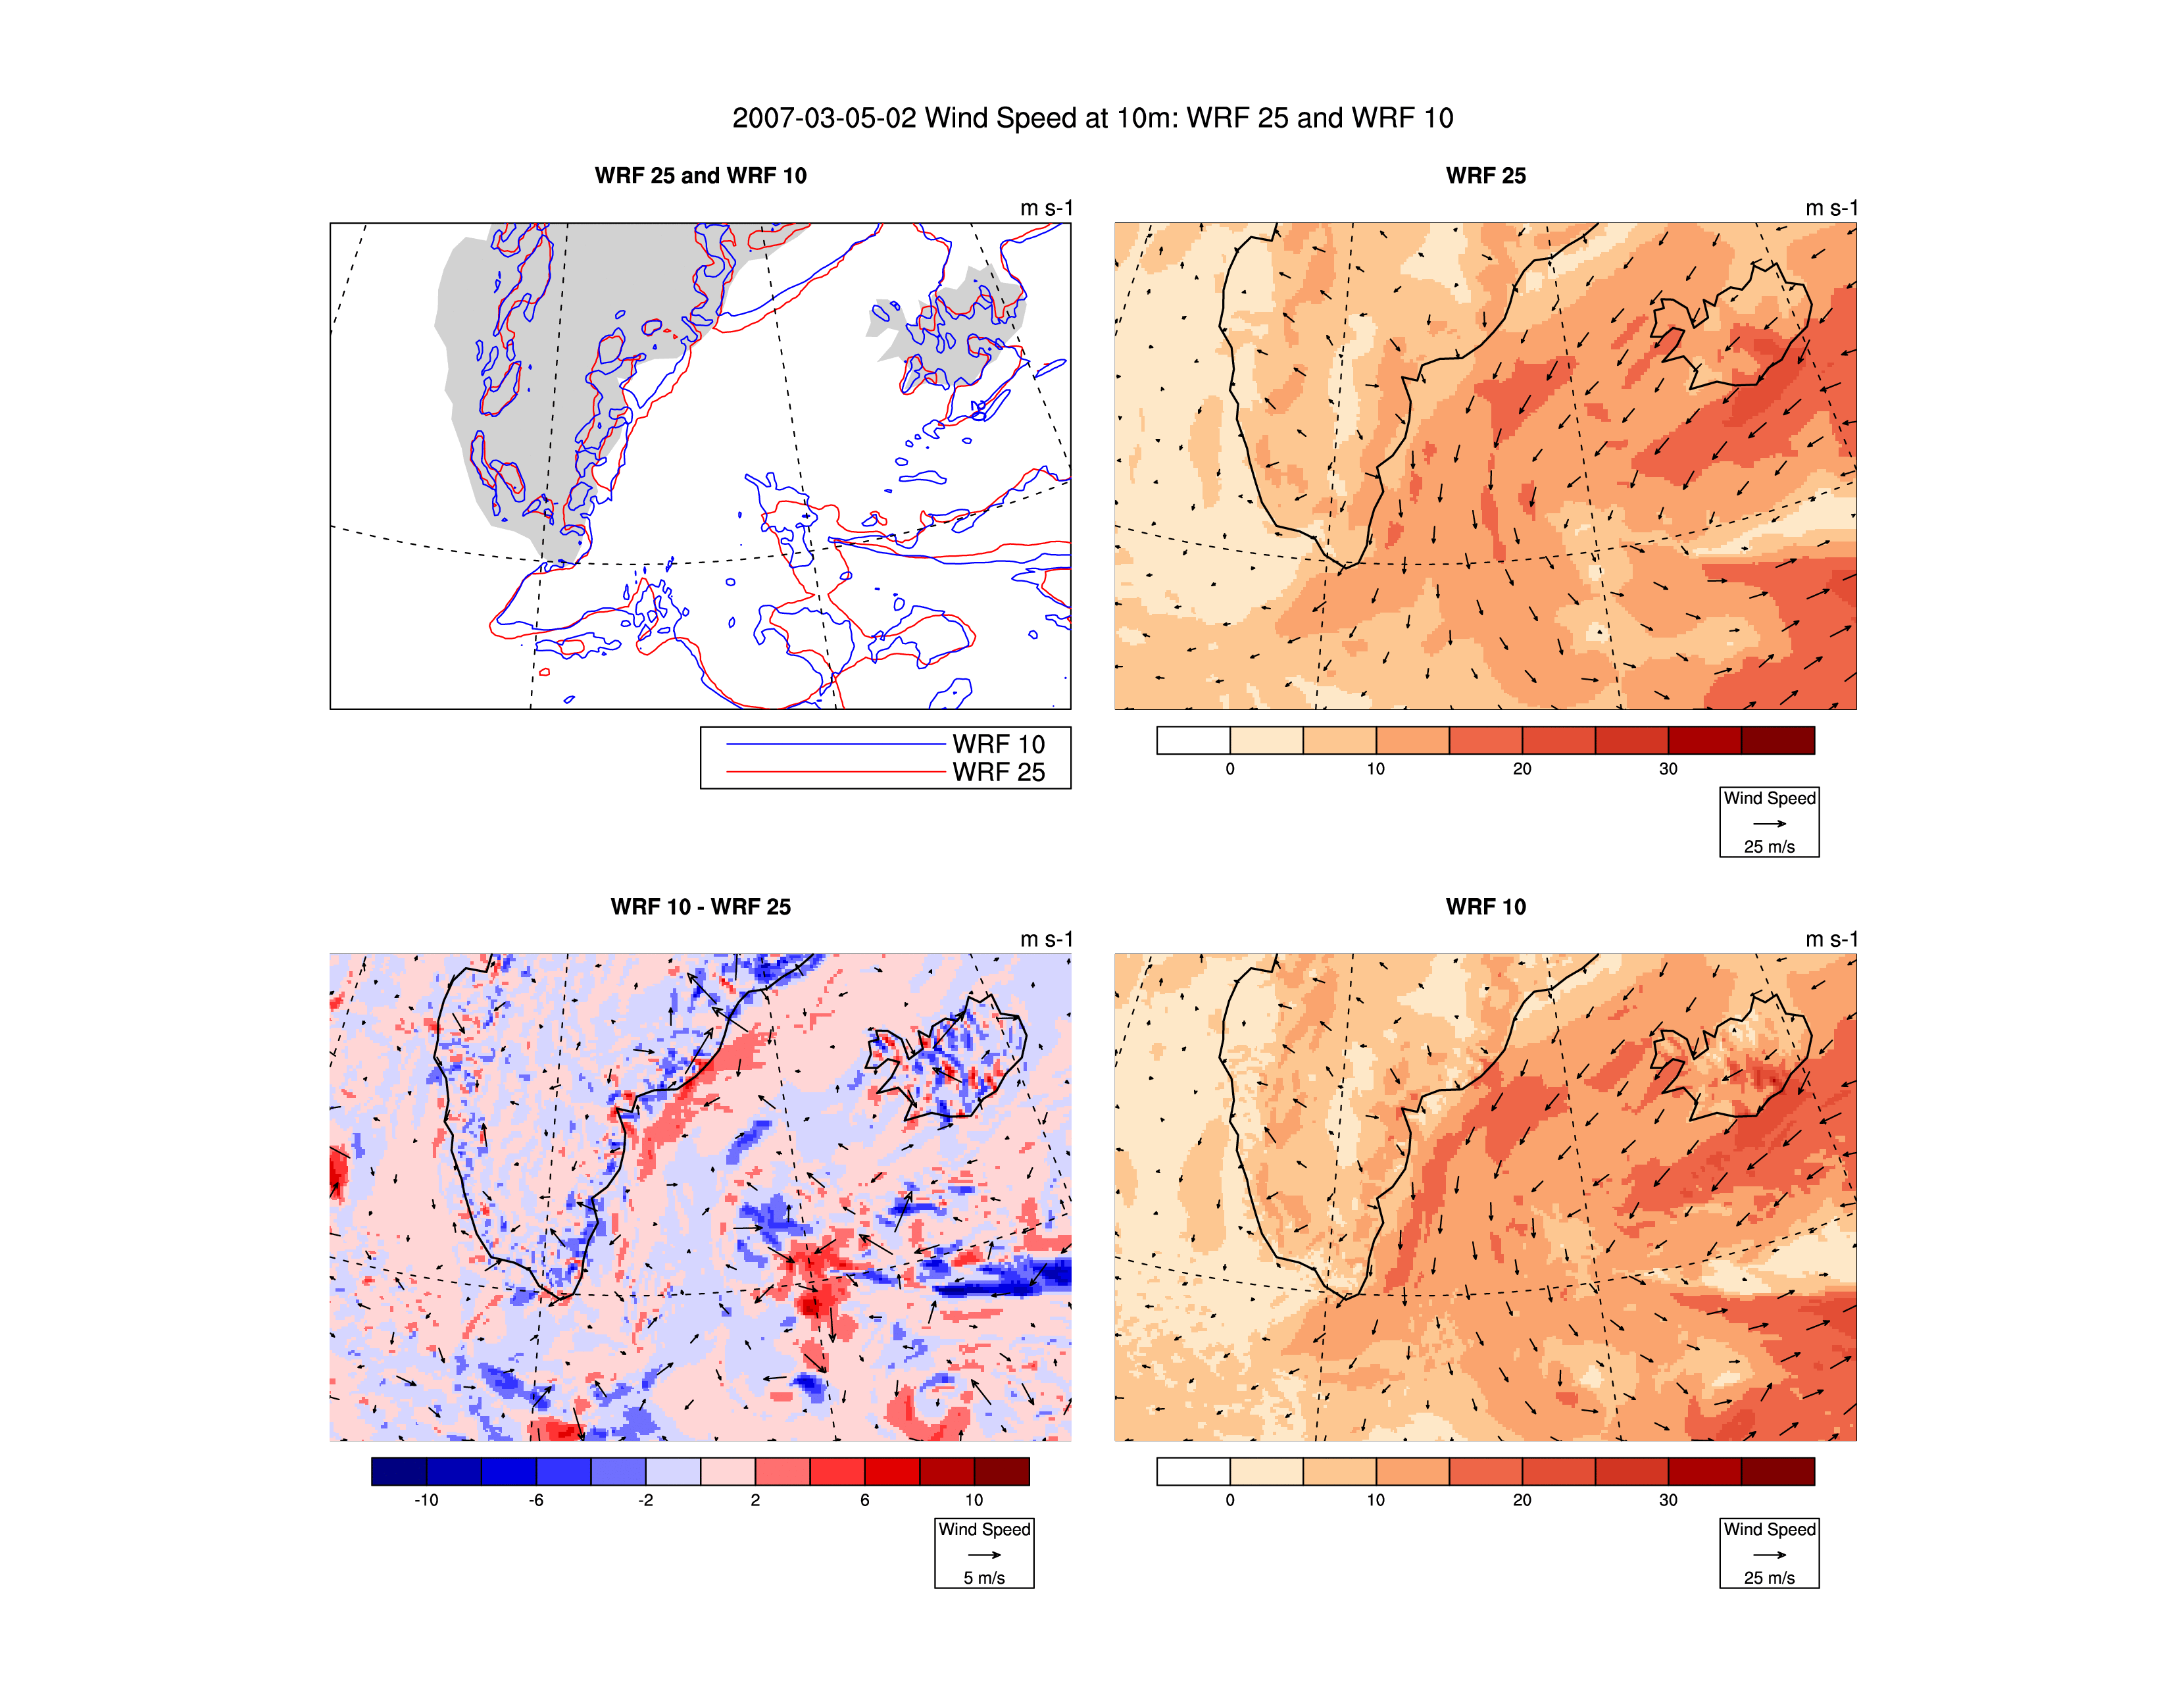 2007-03-05-02 Wind Speed at 10m: WRF 25 and WRF 10
WRF 25 and WRF 10
m s-1
WRF 10
WRF 25
WRF 25
m s-1
0 10 20 30
Wind Speed
25 m/s
WRF 10 - WRF 25
m s-1
-10 -6 -2 2 6 10
Wind Speed
5 m/s
WRF 10
m s-1
0 10 20 30
Wind Speed
25 m/s